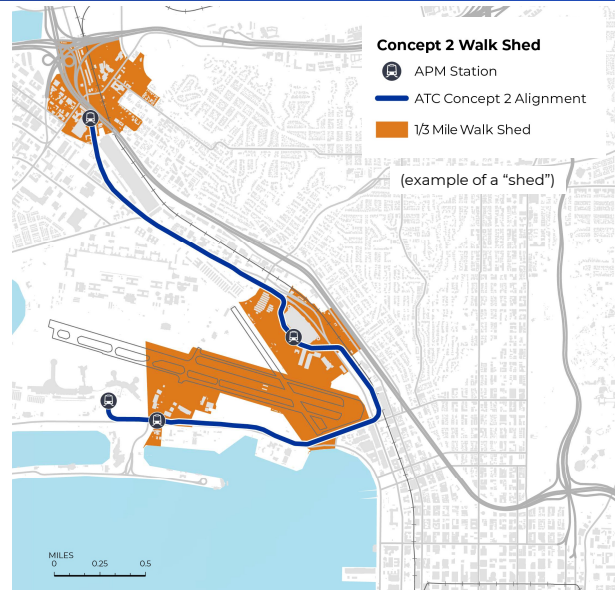 Concept 2 Walk Shed
APM Station
ATC Concept 2 Alignment
1/3 Mile Walk Shed
(example of a “shed”)
MILES
0 0.25 0.5